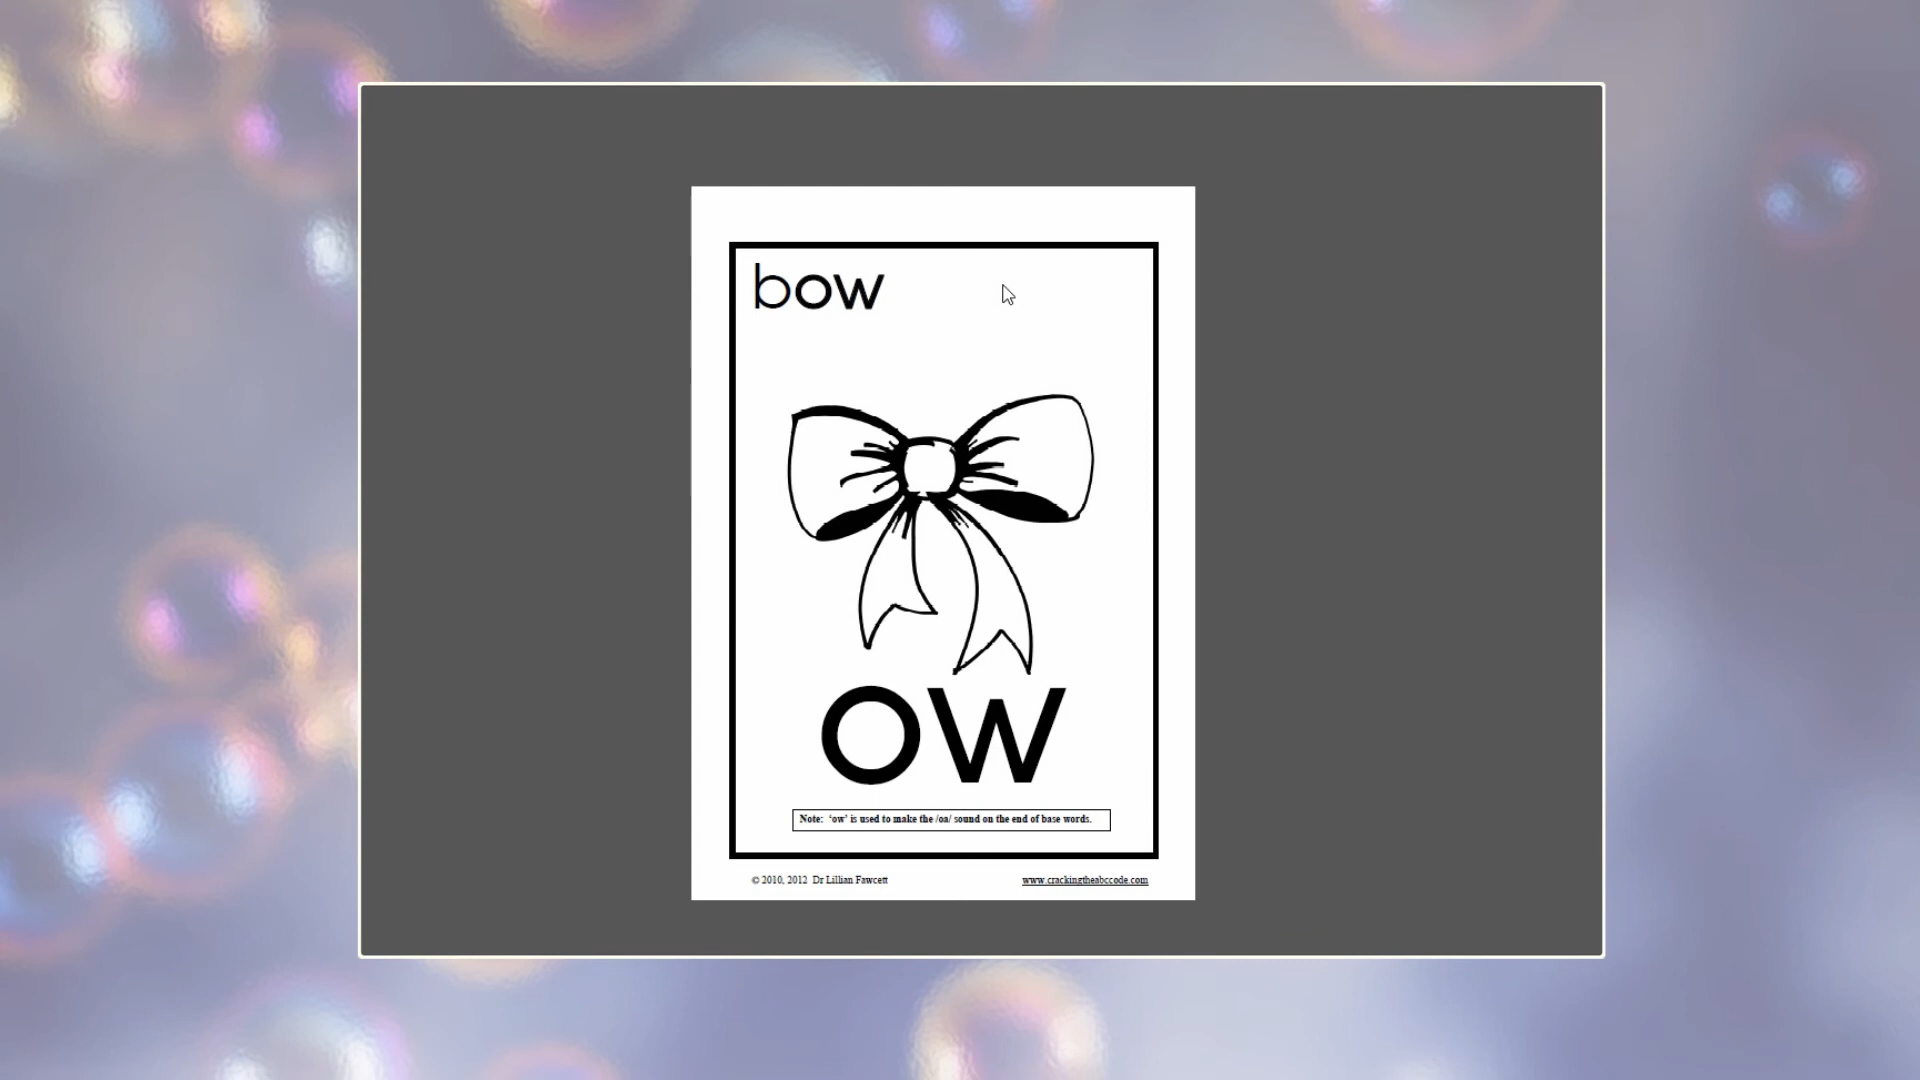 bow
ow
Note: ‘ow’ is used to make the /oa/ sound on the end of base words.
© 2010, 2012 Dr Lillian Fawcett
www.crackingtheabccode.com